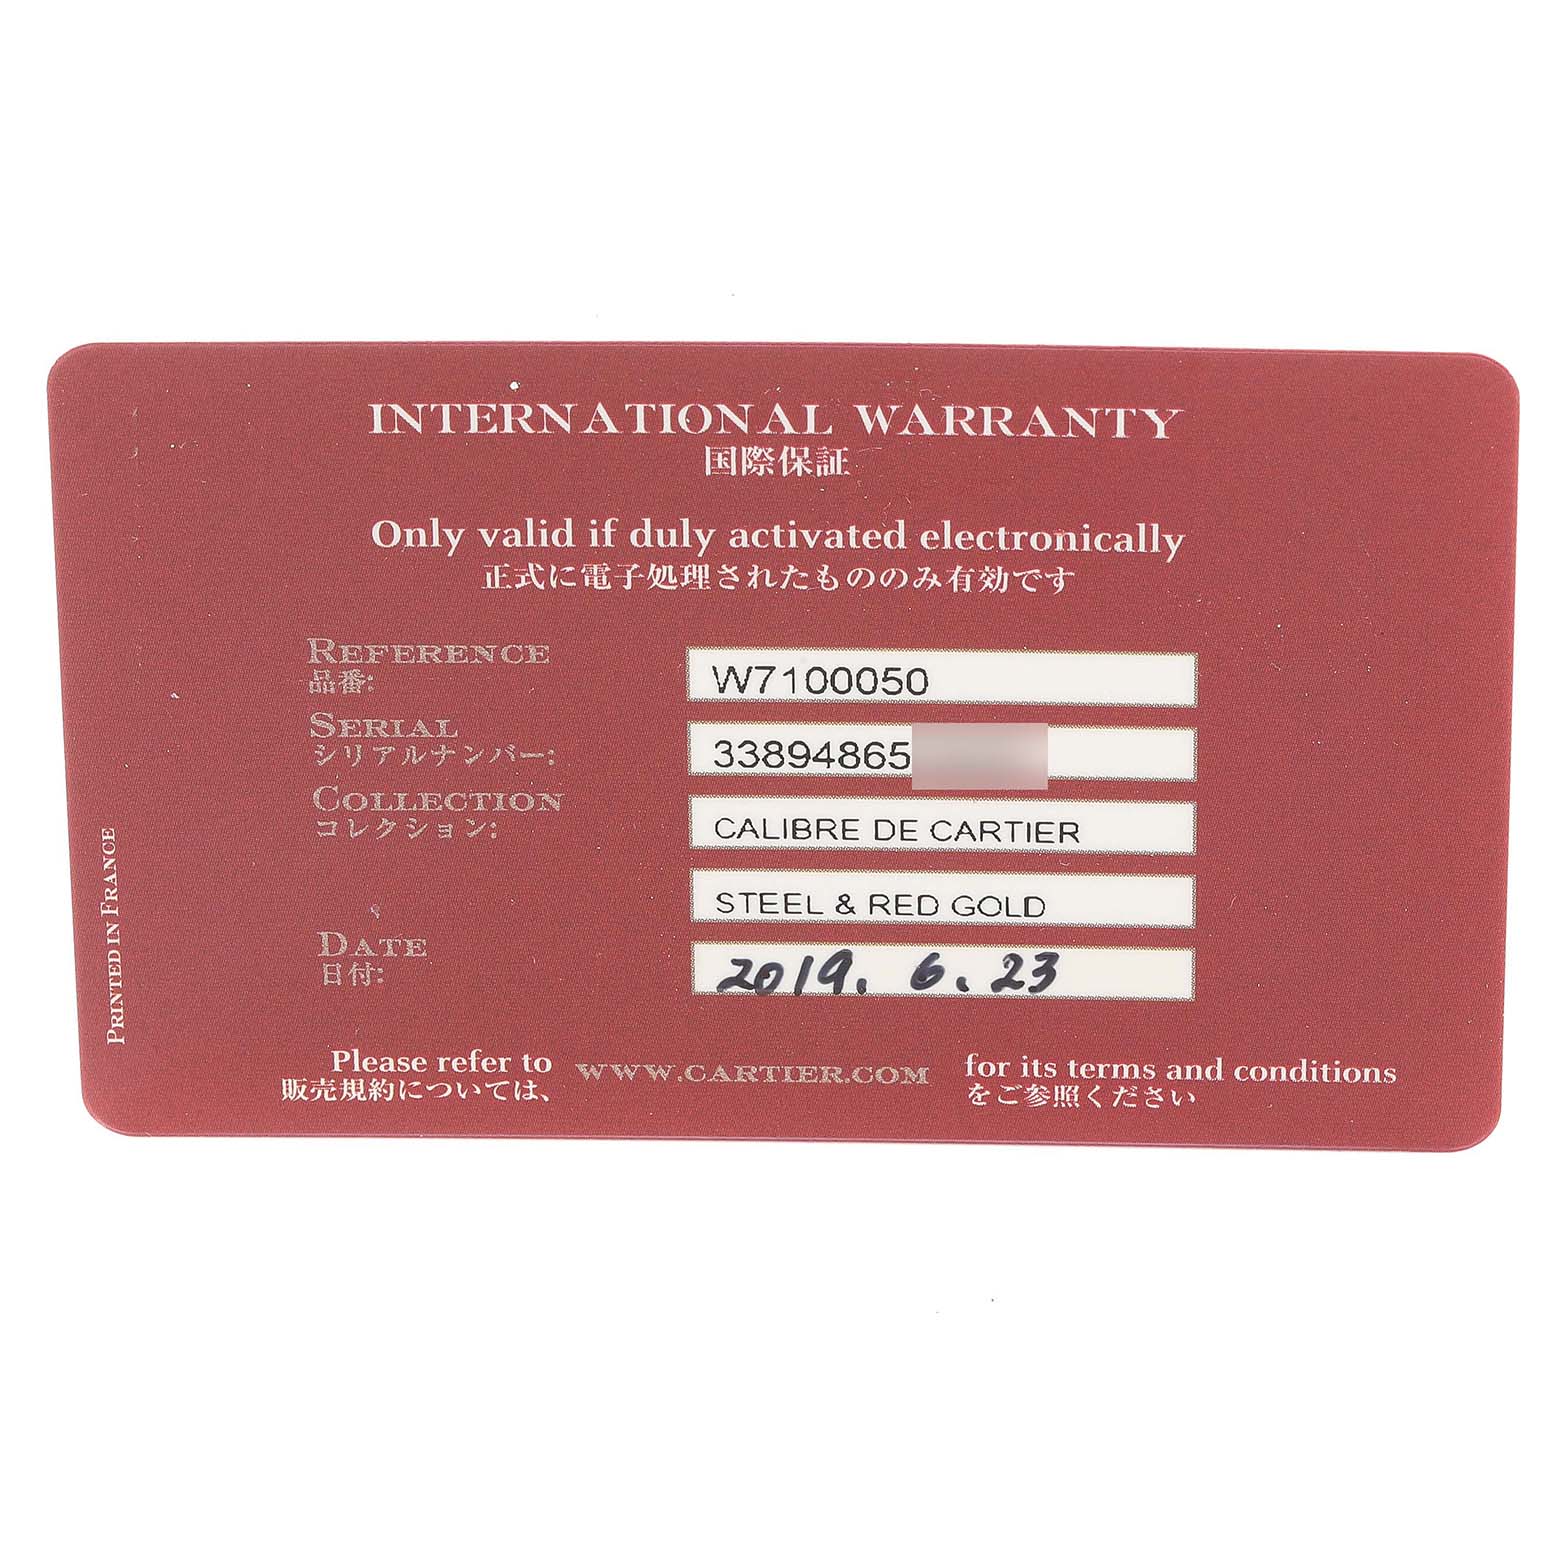 INTERNATIONAL WARRANTY
国際保証
Only valid if duly activated electronically
正式に電子処理されたもののみ有効です
REFERENCE
品番:
W7100050
SERIAL
シリアルナンバー:
33894865
COLLECTION
コレクション:
CALIBRE DE CARTIER
STEEL & RED GOLD
DATE
日付:
2019. 6. 23
PRINTED IN FRANCE
Please refer to WWW.CARTIER.COM for its terms and conditions
販売規約については、 をご参照ください